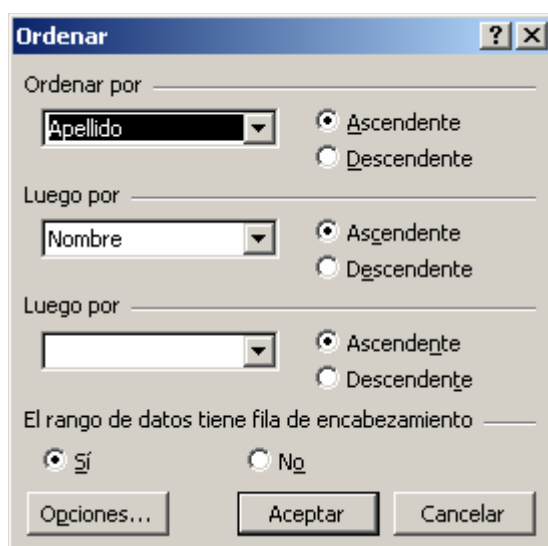 Ordenar
Ordenar por
Apellido
Ascendente
Descendente
Luego por
Nombre
Ascendente
Descendente
Luego por
Ascendente
Descendente
El rango de datos tiene fila de encabezamiento
Sí No
Opciones... Aceptar Cancelar